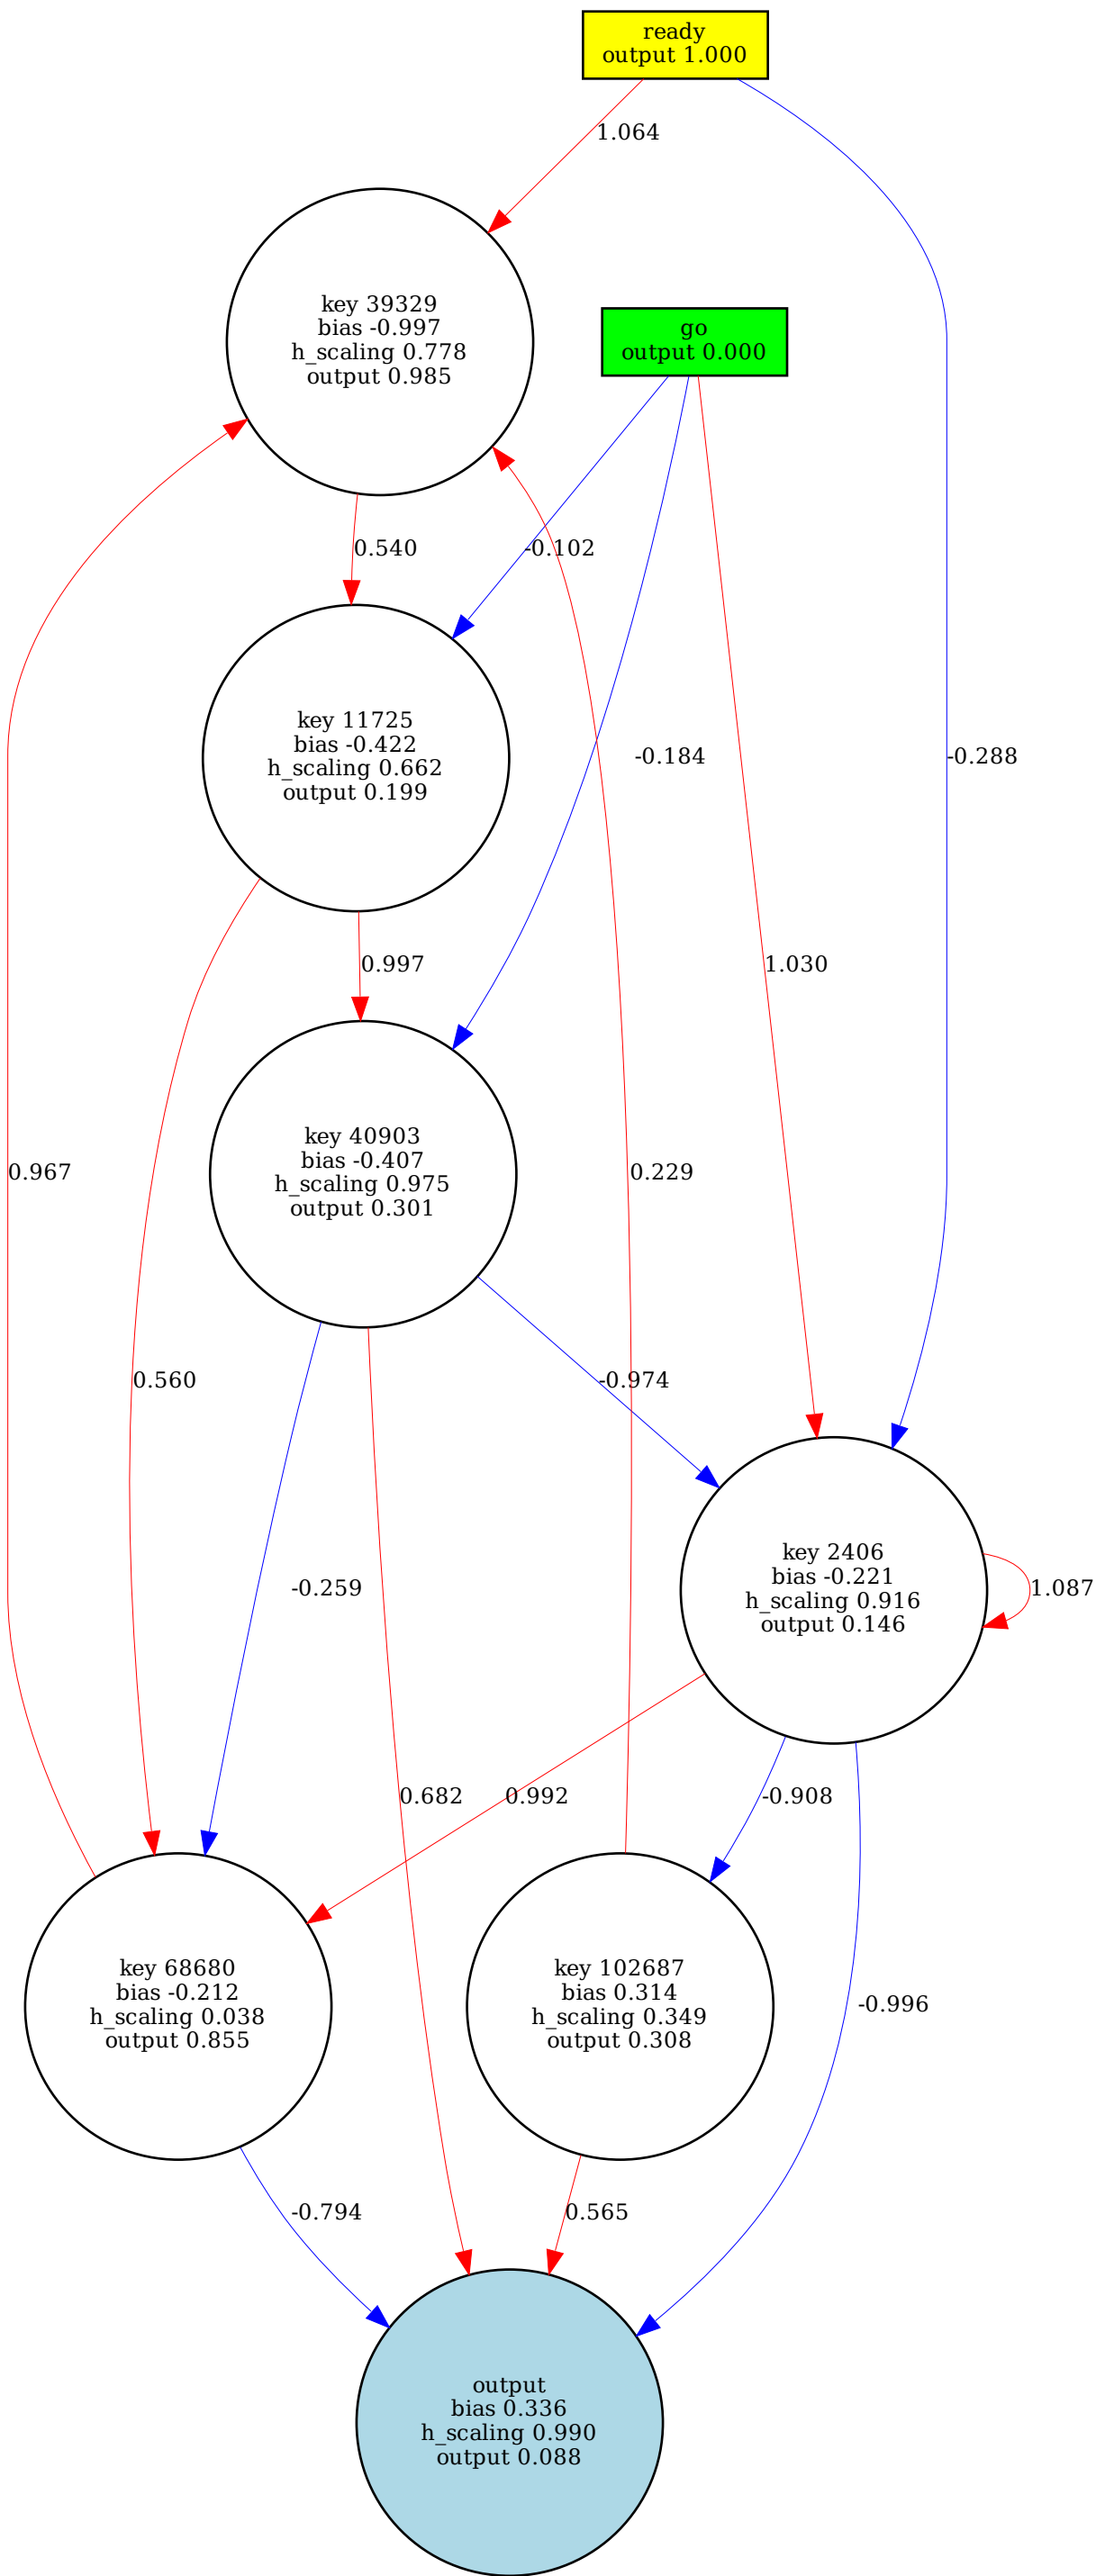 ready
output 1.000
1.064
key 39329
bias -0.997
h_scaling 0.778
output 0.985
go
output 0.000
0.540
-0.102
key 11725
bias -0.422
h_scaling 0.662
output 0.199
-0.184
-0.288
0.997
1.030
key 40903
bias -0.407
h_scaling 0.975
output 0.301
0.967
0.229
0.560
-0.974
key 2406
bias -0.221
h_scaling 0.916
output 0.146
-0.259
1.087
0.682
0.992
-0.908
key 68680
bias -0.212
h_scaling 0.038
output 0.855
key 102687
bias 0.314
h_scaling 0.349
output 0.308
-0.996
-0.794
0.565
output
bias 0.336
h_scaling 0.990
output 0.088